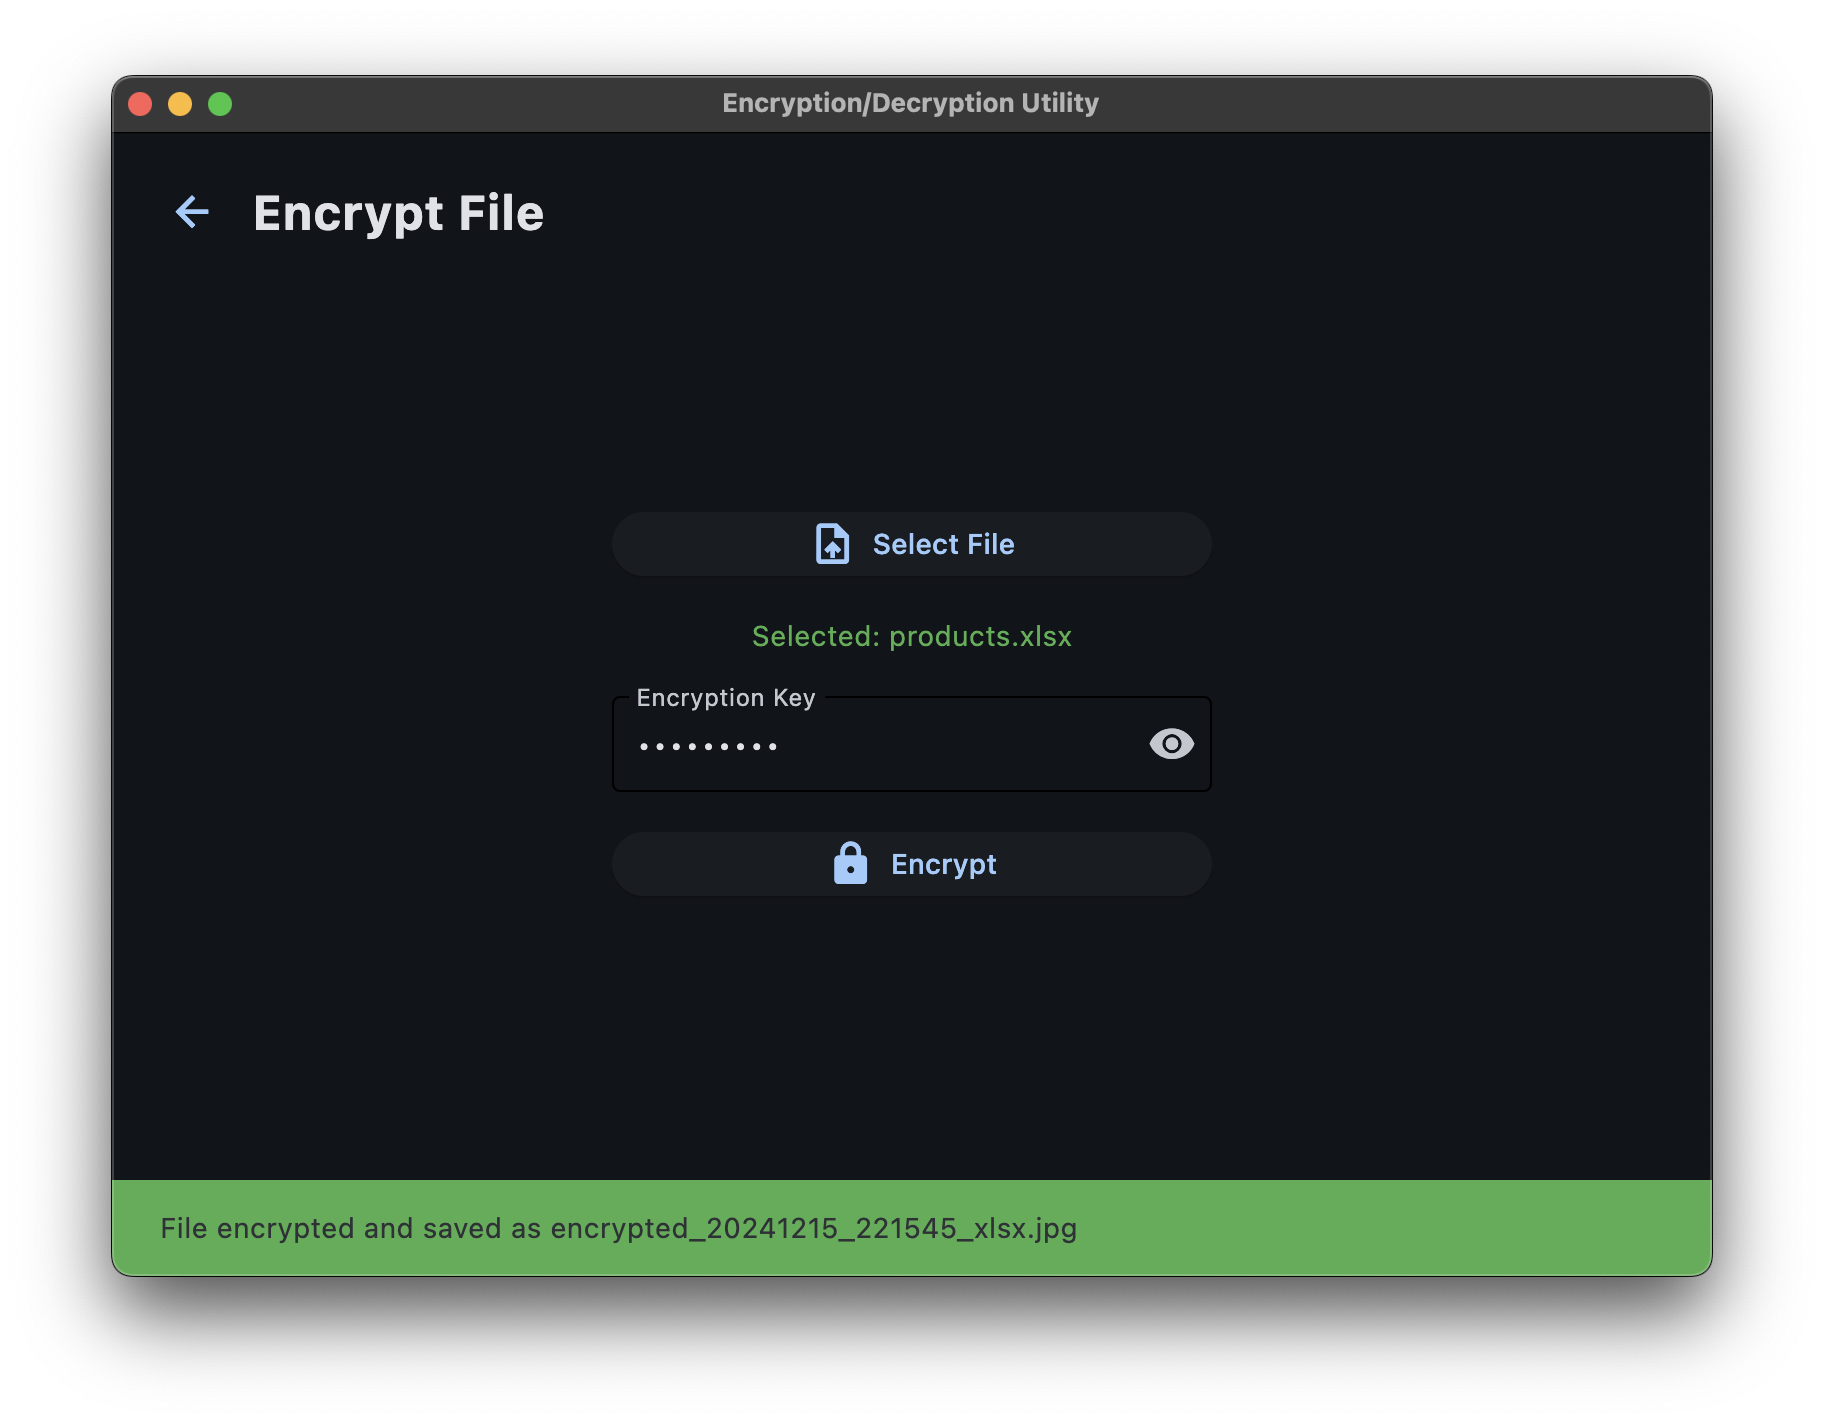 Encryption/Decryption Utility
Encrypt File
Select File
Selected: products.xlsx
Encryption Key
•••••••••
Encrypt
File encrypted and saved as encrypted_20241215_221545_xlsx.jpg